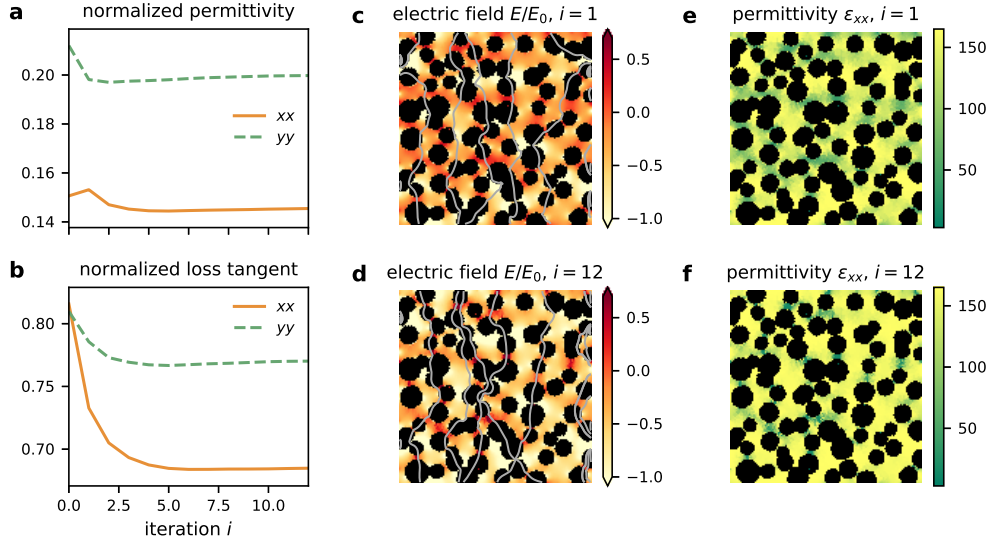 a
normalized permittivity
0.20
0.18
0.16
0.14
xx
yy
b
normalized loss tangent
0.80
0.75
0.70
xx
yy
0.0 2.5 5.0 7.5 10.0
iteration i
c
electric field E/E₀, i = 1
0.5
0.0
−0.5
−1.0
d
electric field E/E₀, i = 12
0.5
0.0
−0.5
−1.0
e
permittivity εₓₓ, i = 1
150
100
50
f
permittivity εₓₓ, i = 12
150
100
50